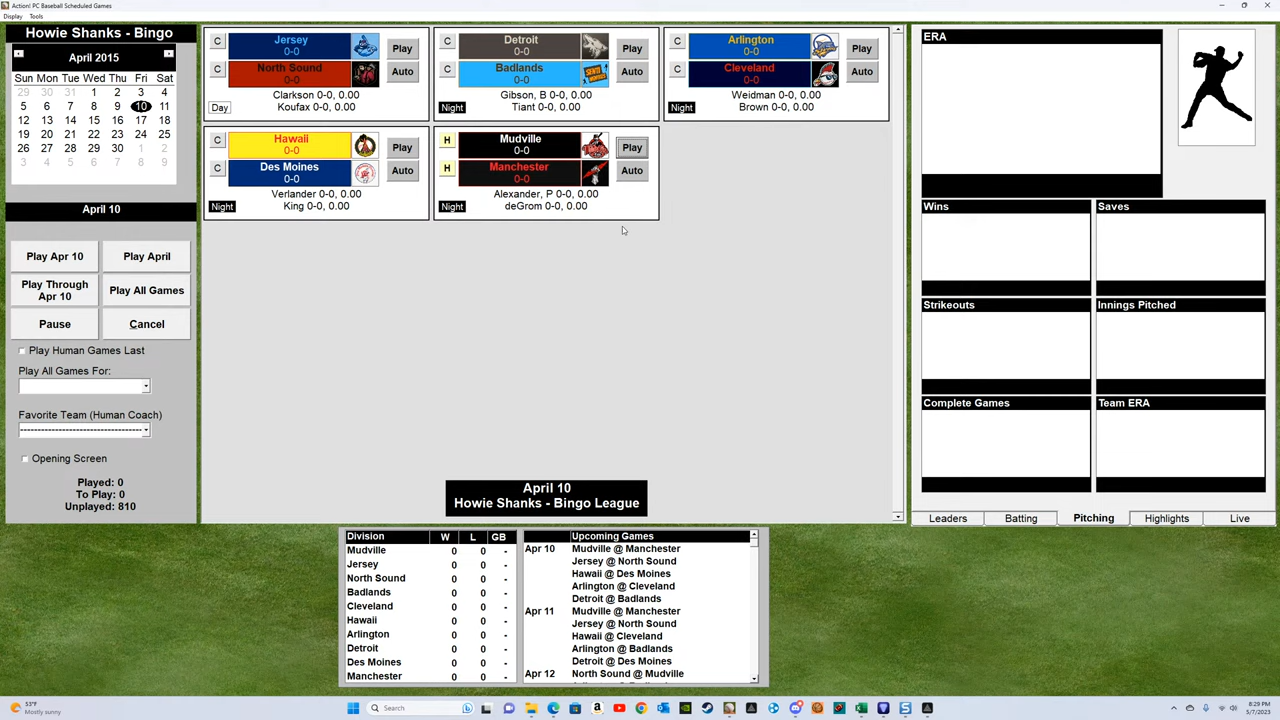 Action! PC Baseball Scheduled Games
Display Tools
Howie Shanks - Bingo
April 2015
Sun Mon Tue Wed Thu Fri Sat
29 30 31 1 2 3 4
5 6 7 8 9 10 11
12 13 14 15 16 17 18
19 20 21 22 23 24 25
26 27 28 29 30 1 2
3 4 5 6 7 8 9
April 10
Play Apr 10
Play April
Play Through
Apr 10
Play All Games
Pause
Cancel
Play Human Games Last
Play All Games For:
Favorite Team (Human Coach)
Opening Screen
Played: 0
To Play: 0
Unplayed: 810
C
Jersey
0-0
Play
C
North Sound
0-0
Auto
Clarkson 0-0, 0.00
Day
Koufax 0-0, 0.00
C
Detroit
0-0
Play
C
Badlands
0-0
Auto
Gibson, B 0-0, 0.00
Night
Tiant 0-0, 0.00
C
Arlington
0-0
Play
C
Cleveland
0-0
Auto
Weidman 0-0, 0.00
Night
Brown 0-0, 0.00
C
Hawaii
0-0
Play
C
Des Moines
0-0
Auto
Verlander 0-0, 0.00
Night
King 0-0, 0.00
H
Mudville
0-0
Play
H
Manchester
0-0
Auto
Alexander, P 0-0, 0.00
Night
deGrom 0-0, 0.00
April 10
Howie Shanks - Bingo League
ERA
Wins
Saves
Strikeouts
Innings Pitched
Complete Games
Team ERA
Leaders Batting Pitching Highlights Live
Division W L GB
Mudville 0 0 -
Jersey 0 0 -
North Sound 0 0 -
Badlands 0 0 -
Cleveland 0 0 -
Hawaii 0 0 -
Arlington 0 0 -
Detroit 0 0 -
Des Moines 0 0 -
Manchester 0 0 -
Upcoming Games
Apr 10 Mudville @ Manchester
Jersey @ North Sound
Hawaii @ Des Moines
Arlington @ Cleveland
Detroit @ Badlands
Apr 11 Mudville @ Manchester
Jersey @ North Sound
Hawaii @ Cleveland
Arlington @ Badlands
Detroit @ Des Moines
Apr 12 North Sound @ Mudville
53°F
Mostly sunny
Search
8:29 PM
5/7/2023